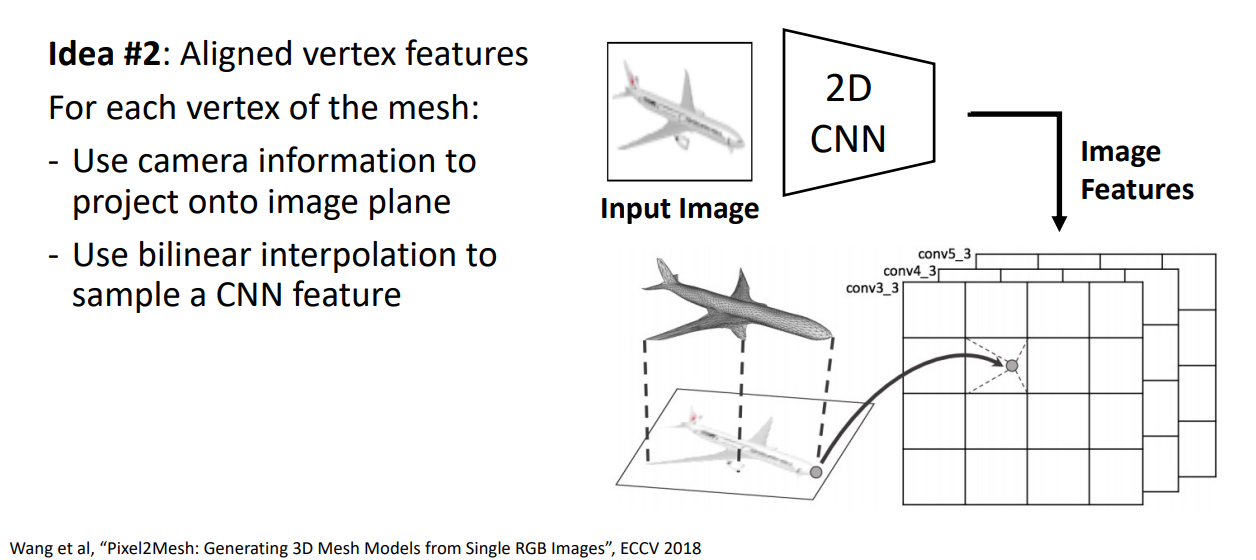 Idea #2: Aligned vertex features
For each vertex of the mesh:
- Use camera information to
project onto image plane
- Use bilinear interpolation to
sample a CNN feature
2D
CNN
Input Image
Image
Features
conv5_3
conv4_3
conv3_3
Wang et al, “Pixel2Mesh: Generating 3D Mesh Models from Single RGB Images”, ECCV 2018